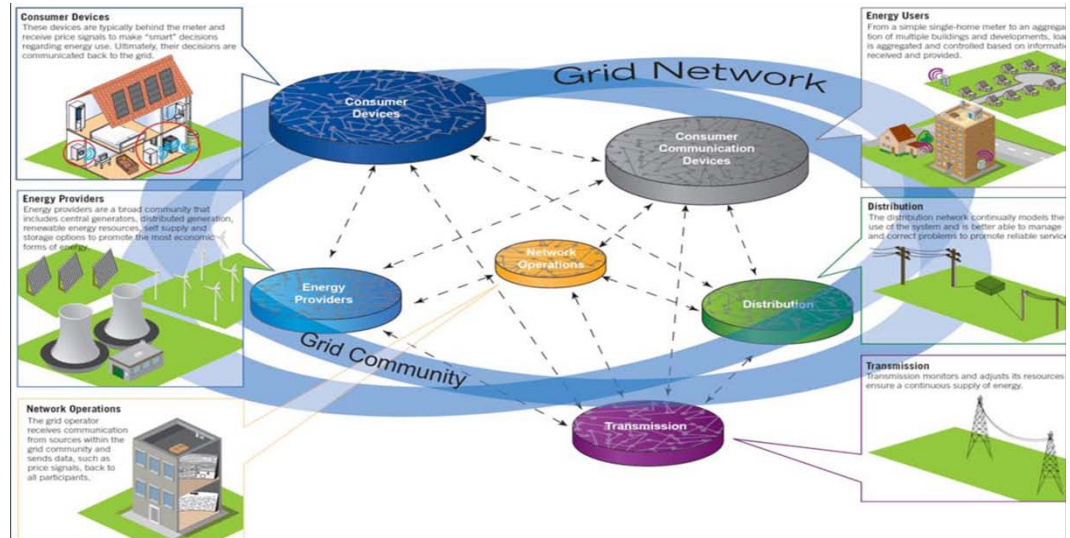 Consumer Devices
These devices are typically behind the meter and
receive price signals to make "smart" decisions
regarding energy use. Ultimately, their decisions are
communicated back to the grid.
Energy Users
From a simple single-home meter to an aggrega
tion of multiple buildings and developments, loa
is aggregated and controlled based on informati
received and provided.
Grid Network
Consumer
Devices
Consumer
Communication
Devices
Energy Providers
Energy providers are a broad community that
includes central generators, distributed generation,
renewable energy resources, self supply and
storage options to promote the most economic
forms of energy.
Distribution
The distribution network continually models the
use of the system and is better able to manage
and correct problems to promote reliable service
Network
Operations
Energy
Providers
Distribution
Grid Community
Transmission
Transmission monitors and adjusts its resources
ensure a continuous supply of energy.
Network Operations
The grid operator
receives communication
from sources within the
grid community and
sends data, such as
price signals, back to
all participants.
Transmission